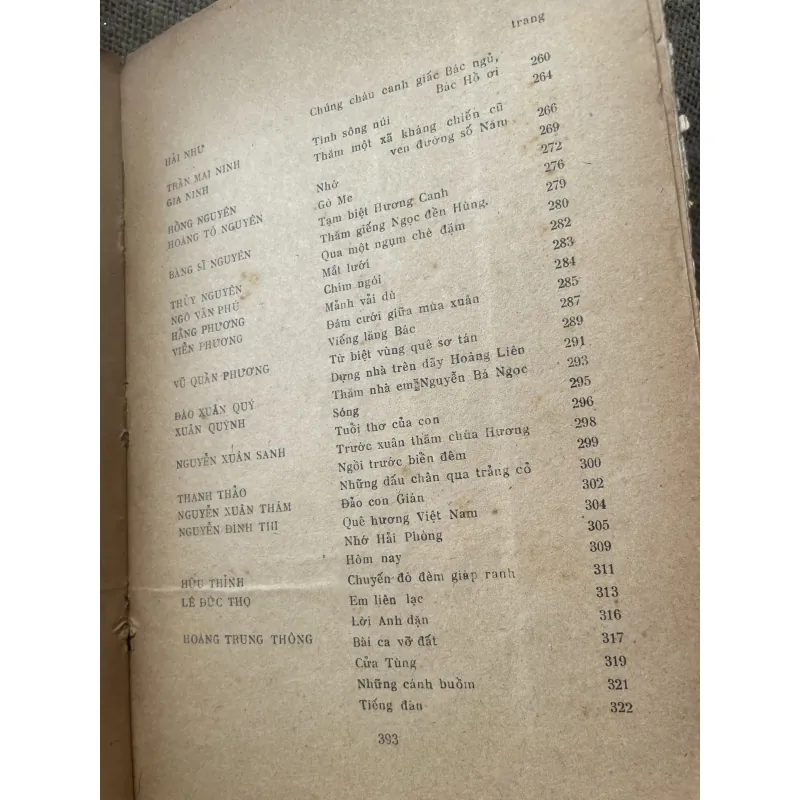 trang
Chúng cháu canh giấc Bác ngủ,
HẢI NHƯ Bác Hồ ơi 260
TRẦN MAI NINH Tình sông núi 264
GIA NINH Thăm một xã kháng chiến cũ
ven đường số Năm 266
HỒNG NGUYÊN Nhớ 269
HOÀNG TỐ NGUYÊN Gò Me 272
Tạm biệt Hương Canh 276
BÀNG SĨ NGUYÊN Thăm giếng Ngọc đền Hùng. 279
Qua một ngụm chè đậm 280
THỦY NGUYÊN Mắt lưới 282
NGÔ VĂN PHÚ Chim ngói 283
HẰNG PHƯƠNG Mảnh vải dù 284
VIỄN PHƯƠNG Đám cưới giữa mùa xuân 285
Viếng lăng Bác 287
VŨ QUẦN PHƯƠNG Từ biệt vùng quê sơ tán 289
Dựng nhà trên dãy Hoàng Liên 291
ĐÀO XUÂN QUÝ Thăm nhà em Nguyễn Bá Ngọc 293
XUÂN QUỲNH Sóng 295
Tuổi thơ của con 296
NGUYỄN XUÂN SANH Trước xuân thăm chùa Hương 298
Ngồi trước biển đêm 299
THANH THẢO Những dấu chân qua trảng cỏ 300
NGUYỄN XUÂN THÂM Đảo con Gián 302
NGUYỄN ĐÌNH THI Quê hương Việt Nam 304
Nhớ Hải Phòng 305
Hôm nay 309
HỮU THỈNH Chuyến đò đêm giáp ranh 311
LÊ ĐỨC THỌ Em liên lạc 313
Lời Anh dặn 316
HOÀNG TRUNG THÔNG Bài ca vỡ đất 317
Cửa Tùng 319
Những cánh buồm 321
Tiếng đàn 322
393